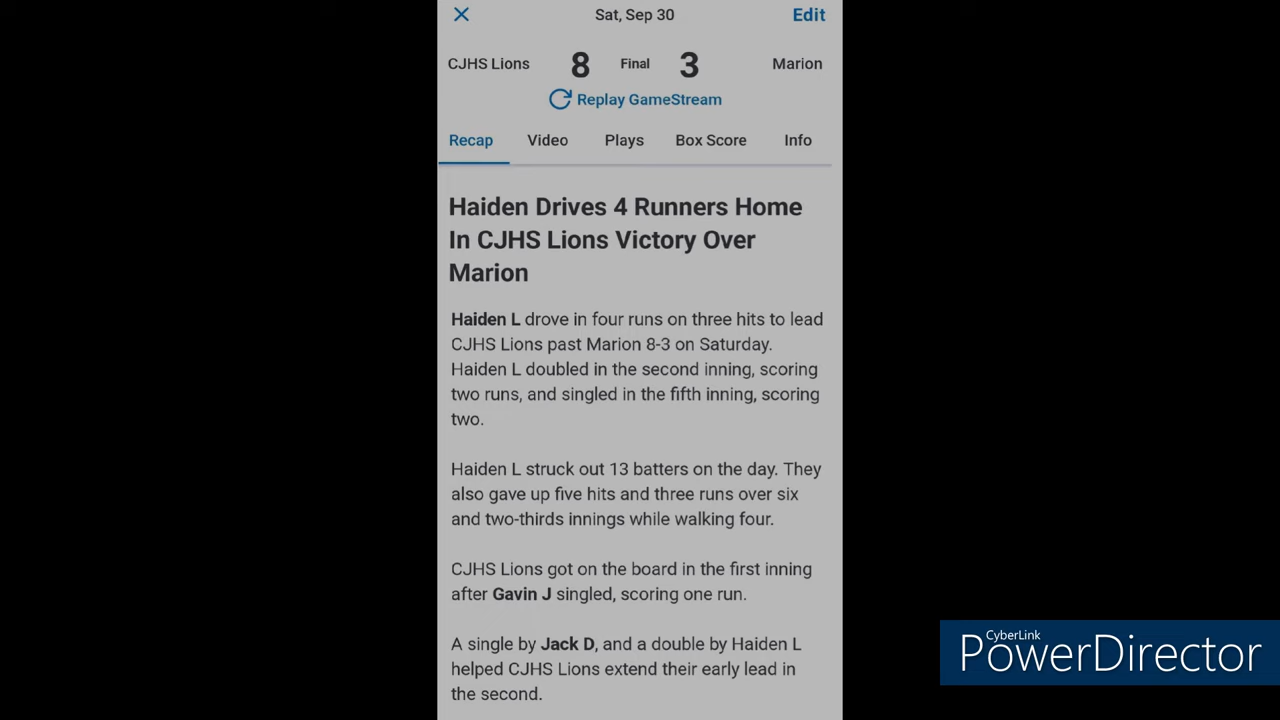 Sat, Sep 30
Edit
CJHS Lions 8 Final 3 Marion
Replay GameStream
Recap Video Plays Box Score Info
Haiden Drives 4 Runners Home
In CJHS Lions Victory Over
Marion
Haiden L drove in four runs on three hits to lead
CJHS Lions past Marion 8-3 on Saturday.
Haiden L doubled in the second inning, scoring
two runs, and singled in the fifth inning, scoring
two.
Haiden L struck out 13 batters on the day. They
also gave up five hits and three runs over six
and two-thirds innings while walking four.
CJHS Lions got on the board in the first inning
after Gavin J singled, scoring one run.
A single by Jack D, and a double by Haiden L
helped CJHS Lions extend their early lead in
the second.
CyberLink
PowerDirector